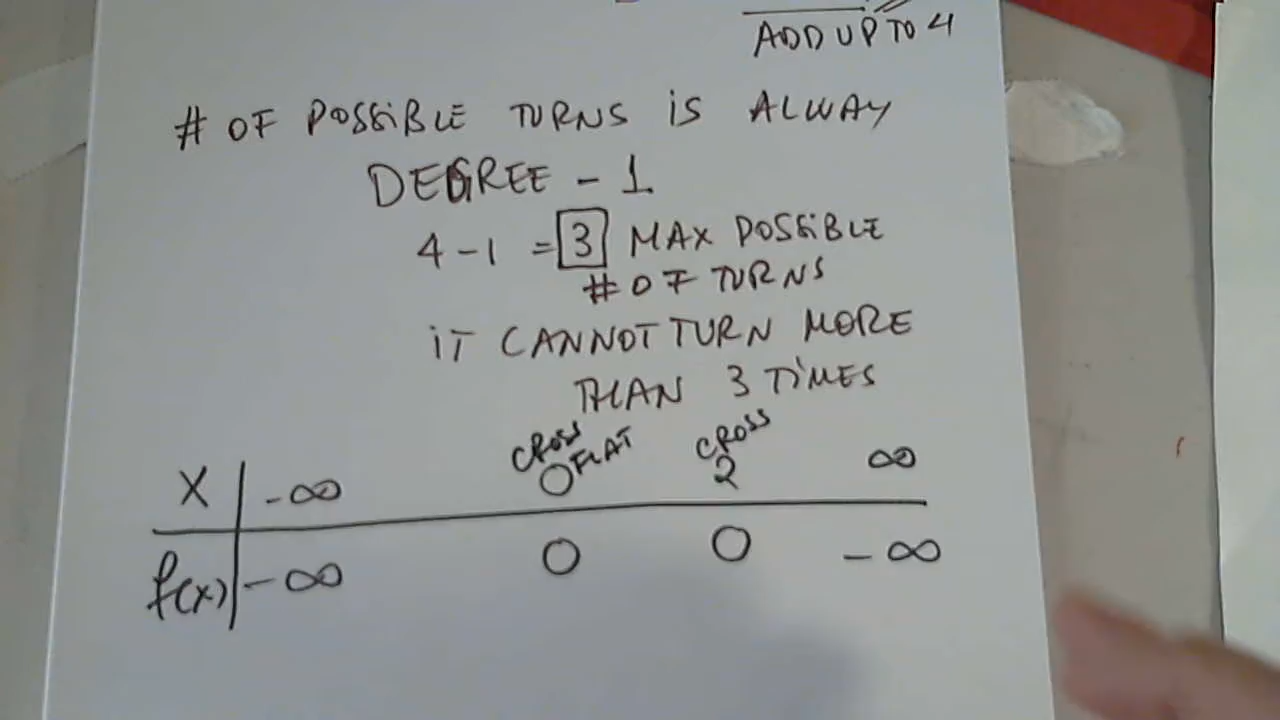 ADD UP TO 4
# OF POSSIBLE TURNS IS ALWAY
DEGREE - 1
4 - 1 = 3 MAX POSSIBLE
# OF TURNS
IT CANNOT TURN MORE
THAN 3 TIMES
CROSS FLAT CROSS
X -∞ 0 2 ∞
f(x) -∞ 0 0 -∞